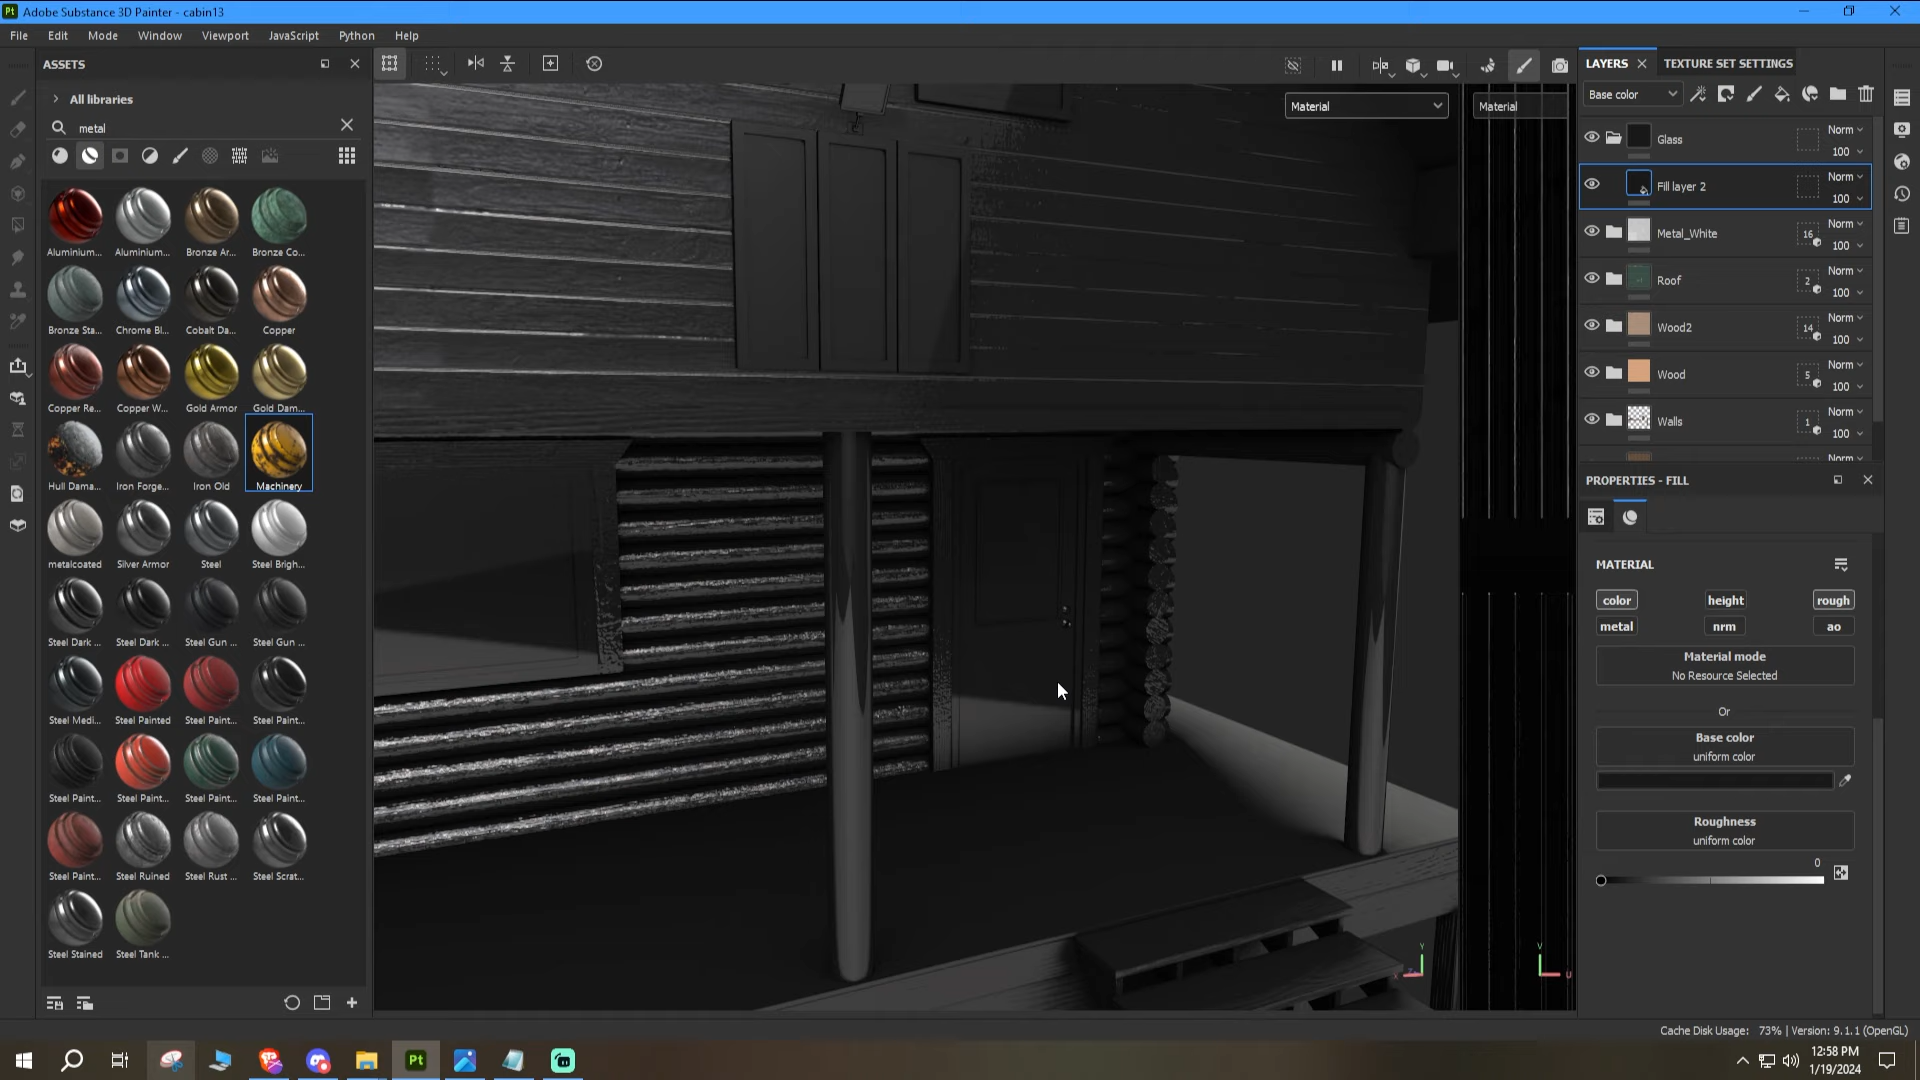 Pt Adobe Substance 3D Painter - cabin13
File Edit Mode Window Viewport JavaScript Python Help
ASSETS
All libraries
metal
Aluminium... Aluminium... Bronze Ar... Bronze Co...
Bronze Sta... Chrome Bl... Cobalt Da... Copper
Copper Re... Copper W... Gold Armor Gold Dam...
Hull Dama... Iron Forge... Iron Old Machinery
metalcoated Silver Armor Steel Steel Brigh...
Steel Dark ... Steel Dark ... Steel Gun ... Steel Gun ...
Steel Medi... Steel Painted Steel Paint... Steel Paint...
Steel Paint... Steel Paint... Steel Paint... Steel Paint...
Steel Paint... Steel Ruined Steel Rust ... Steel Scrat...
Steel Stained Steel Tank ...
Material
Material
Y
V
U
LAYERS TEXTURE SET SETTINGS
Base color
Glass Norm
100
Fill layer 2 Norm
100
Metal_White 16 Norm
100
Roof 2 Norm
100
Wood2 14 Norm
100
Wood 5 Norm
100
Walls 1 Norm
100
Norm
PROPERTIES - FILL
MATERIAL
color height rough
metal nrm ao
Material mode
No Resource Selected
Or
Base color
uniform color
Roughness
uniform color
0
Cache Disk Usage: 73% | Version: 9.1.1 (OpenGL)
Pt
12:58 PM
1/19/2024